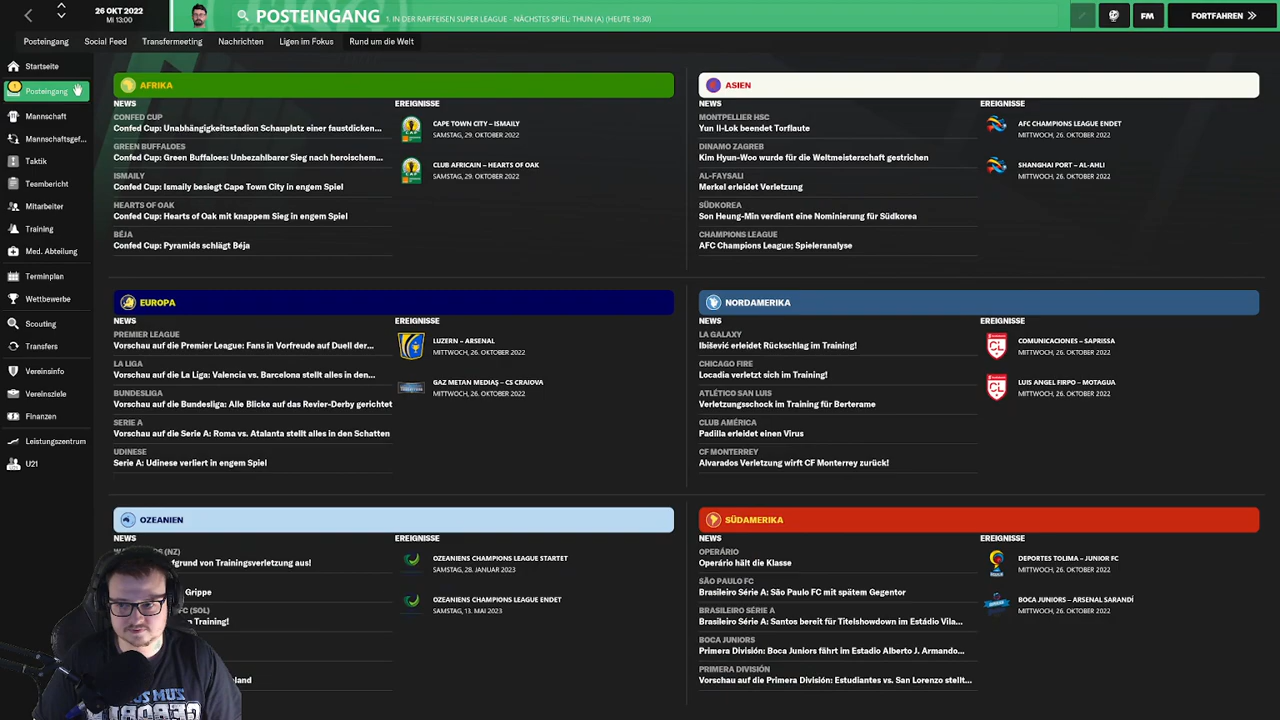 26 OKT 2022
MI 13:00
POSTEINGANG
1. IN DER RAIFFEISEN SUPER LEAGUE - NÄCHSTES SPIEL: THUN (A) (HEUTE 19:30)
FM
FORTFAHREN
Posteingang
Social Feed
Transfermeeting
Nachrichten
Ligen im Fokus
Rund um die Welt
Startseite
Posteingang
Mannschaft
Mannschaftsgef...
Taktik
Teambericht
Mitarbeiter
Training
Med. Abteilung
Terminplan
Wettbewerbe
Scouting
Transfers
Vereinsinfo
Vereinsziele
Finanzen
Leistungszentrum
U21
AFRIKA
NEWS
CONFED CUP
Confed Cup: Unabhängigkeitsstadion Schauplatz einer faustdicken...
GREEN BUFFALOES
Confed Cup: Green Buffaloes: Unbezahlbarer Sieg nach heroischem...
ISMAILY
Confed Cup: Ismaily besiegt Cape Town City in engem Spiel
HEARTS OF OAK
Confed Cup: Hearts of Oak mit knappem Sieg in engem Spiel
BÉJA
Confed Cup: Pyramids schlägt Béja
EREIGNISSE
CAPE TOWN CITY – ISMAILY
SAMSTAG, 29. OKTOBER 2022
CLUB AFRICAIN – HEARTS OF OAK
SAMSTAG, 29. OKTOBER 2022
ASIEN
NEWS
MONTPELLIER HSC
Yun Il-Lok beendet Torflaute
DINAMO ZAGREB
Kim Hyun-Woo wurde für die Weltmeisterschaft gestrichen
AL-FAYSALI
Merkel erleidet Verletzung
SÜDKOREA
Son Heung-Min verdient eine Nominierung für Südkorea
CHAMPIONS LEAGUE
AFC Champions League: Spieleranalyse
EREIGNISSE
AFC CHAMPIONS LEAGUE ENDET
MITTWOCH, 26. OKTOBER 2022
SHANGHAI PORT – AL-AHLI
MITTWOCH, 26. OKTOBER 2022
EUROPA
NEWS
PREMIER LEAGUE
Vorschau auf die Premier League: Fans in Vorfreude auf Duell der...
LA LIGA
Vorschau auf die La Liga: Valencia vs. Barcelona stellt alles in den...
BUNDESLIGA
Vorschau auf die Bundesliga: Alle Blicke auf das Revier-Derby gerichtet
SERIE A
Vorschau auf die Serie A: Roma vs. Atalanta stellt alles in den Schatten
UDINESE
Serie A: Udinese verliert in engem Spiel
EREIGNISSE
LUZERN – ARSENAL
MITTWOCH, 26. OKTOBER 2022
GAZ METAN MEDIAŞ – CS CRAIOVA
MITTWOCH, 26. OKTOBER 2022
NORDAMERIKA
NEWS
LA GALAXY
Ibišević erleidet Rückschlag im Training!
CHICAGO FIRE
Locadia verletzt sich im Training!
ATLÉTICO SAN LUIS
Verletzungsschock im Training für Berterame
CLUB AMÉRICA
Padilla erleidet einen Virus
CF MONTERREY
Alvarados Verletzung wirft CF Monterrey zurück!
EREIGNISSE
COMUNICACIONES – SAPRISSA
MITTWOCH, 26. OKTOBER 2022
LUIS ANGEL FIRPO – MOTAGUA
MITTWOCH, 26. OKTOBER 2022
OZEANIEN
NEWS
(NZ)
fgrund von Trainingsverletzung aus!
Grippe
FC (SOL)
n Training!
land
EREIGNISSE
OZEANIENS CHAMPIONS LEAGUE STARTET
SAMSTAG, 28. JANUAR 2023
OZEANIENS CHAMPIONS LEAGUE ENDET
SAMSTAG, 13. MAI 2023
SÜDAMERIKA
NEWS
OPERÁRIO
Operário hält die Klasse
SÃO PAULO FC
Brasileiro Série A: São Paulo FC mit spätem Gegentor
BRASILEIRO SÉRIE A
Brasileiro Série A: Santos bereit für Titelshowdown im Estádio Vila...
BOCA JUNIORS
Primera División: Boca Juniors fährt im Estadio Alberto J. Armando...
PRIMERA DIVISIÓN
Vorschau auf die Primera División: Estudiantes vs. San Lorenzo stellt...
EREIGNISSE
DEPORTES TOLIMA – JUNIOR FC
MITTWOCH, 26. OKTOBER 2022
BOCA JUNIORS – ARSENAL SARANDÍ
MITTWOCH, 26. OKTOBER 2022